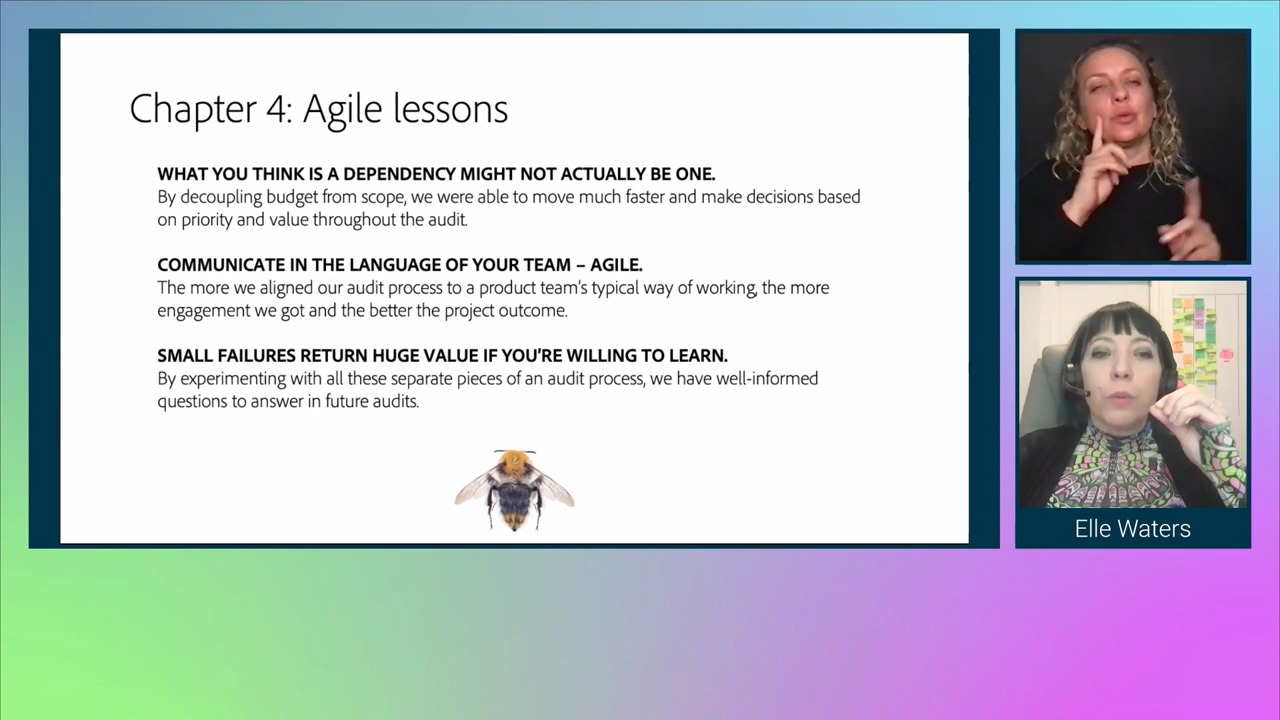 Chapter 4: Agile lessons
WHAT YOU THINK IS A DEPENDENCY MIGHT NOT ACTUALLY BE ONE.
By decoupling budget from scope, we were able to move much faster and make decisions based
on priority and value throughout the audit.
COMMUNICATE IN THE LANGUAGE OF YOUR TEAM – AGILE.
The more we aligned our audit process to a product team's typical way of working, the more
engagement we got and the better the project outcome.
SMALL FAILURES RETURN HUGE VALUE IF YOU’RE WILLING TO LEARN.
By experimenting with all these separate pieces of an audit process, we have well-informed
questions to answer in future audits.
Elle Waters